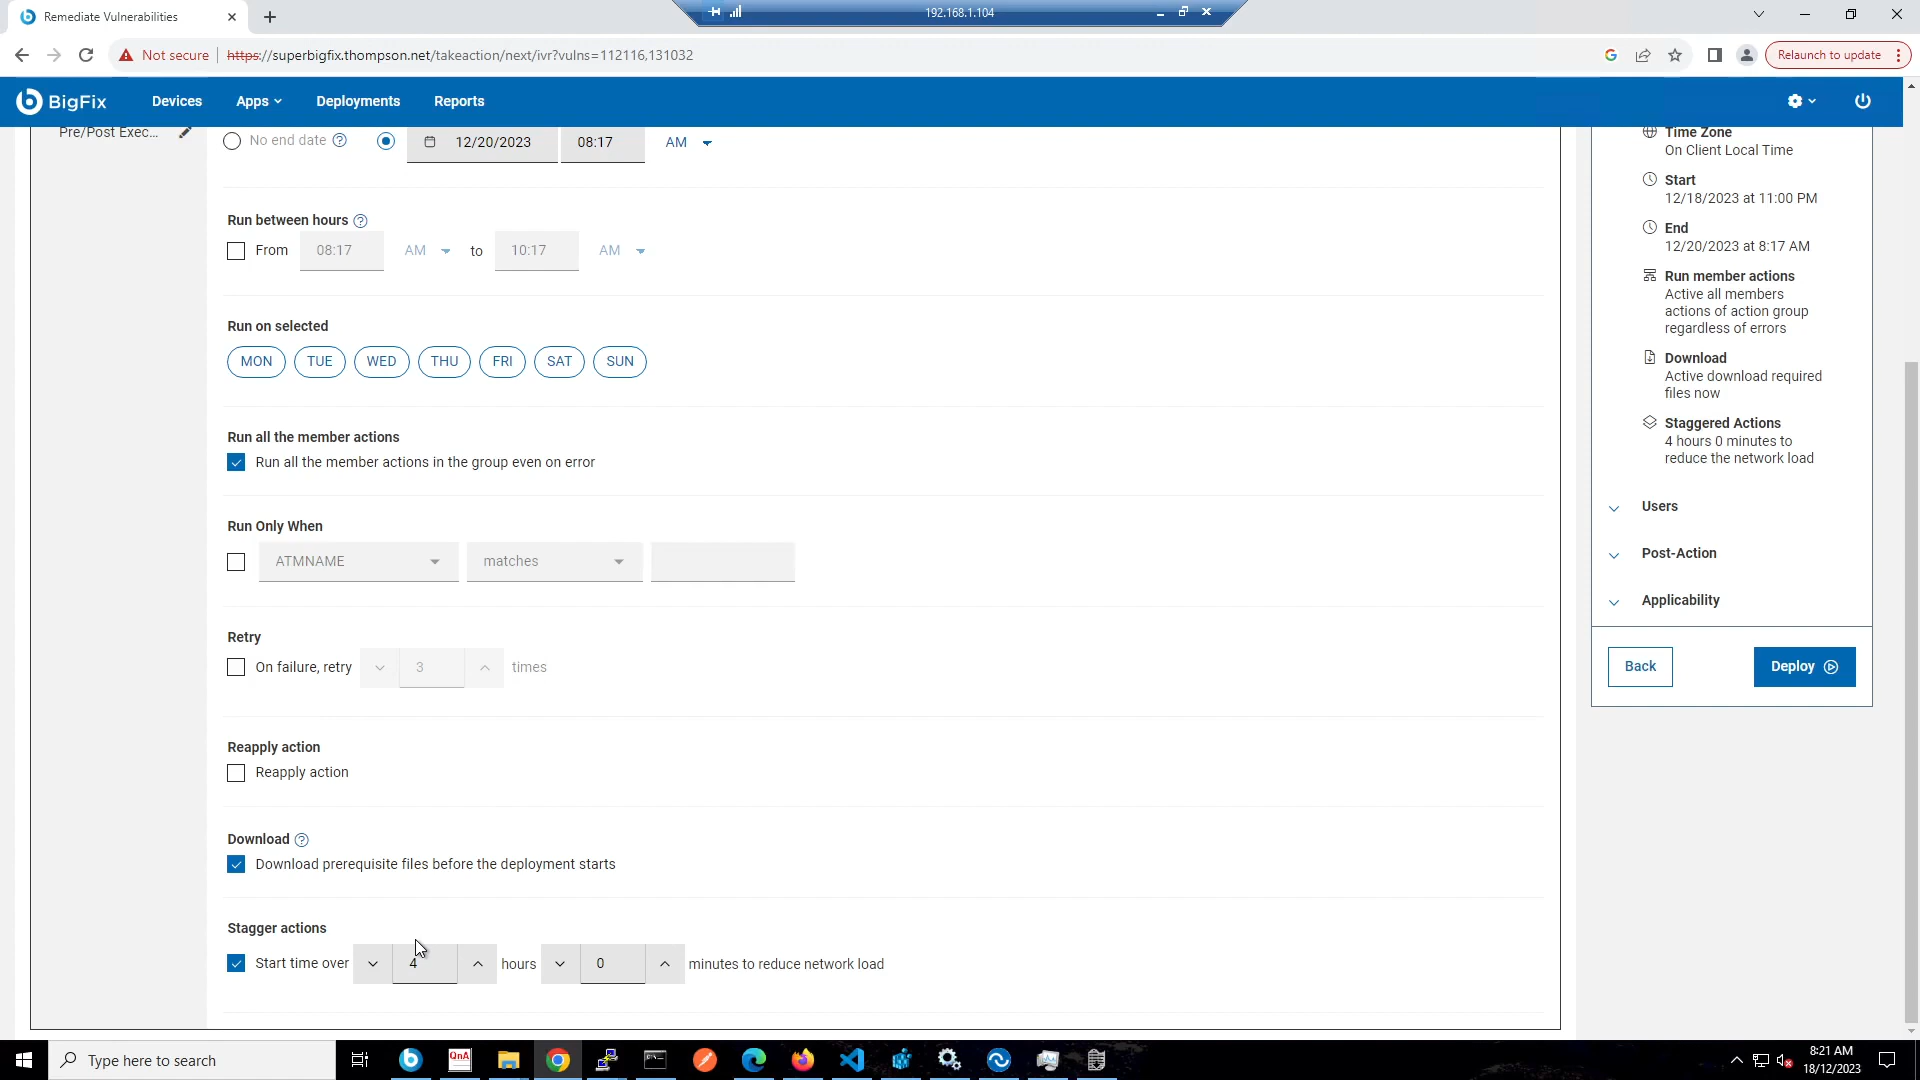 Remediate Vulnerabilities
192.168.1.104
Not secure
https://superbigfix.thompson.net/takeaction/next/ivr?vulns=112116,131032
Relaunch to update
BigFix
Devices
Apps
Deployments
Reports
Pre/Post Exec...
No end date
12/20/2023
08:17
AM
Run between hours
From
08:17
AM
to
10:17
AM
Run on selected
MON
TUE
WED
THU
FRI
SAT
SUN
Run all the member actions
Run all the member actions in the group even on error
Run Only When
ATMNAME
matches
Retry
On failure, retry
3
times
Reapply action
Reapply action
Download
Download prerequisite files before the deployment starts
Stagger actions
Start time over
4
hours
0
minutes to reduce network load
Time Zone
On Client Local Time
Start
12/18/2023 at 11:00 PM
End
12/20/2023 at 8:17 AM
Run member actions
Active all members
actions of action group
regardless of errors
Download
Active download required
files now
Staggered Actions
4 hours 0 minutes to
reduce the network load
Users
Post-Action
Applicability
Back
Deploy
Type here to search
QnA
8:21 AM
18/12/2023